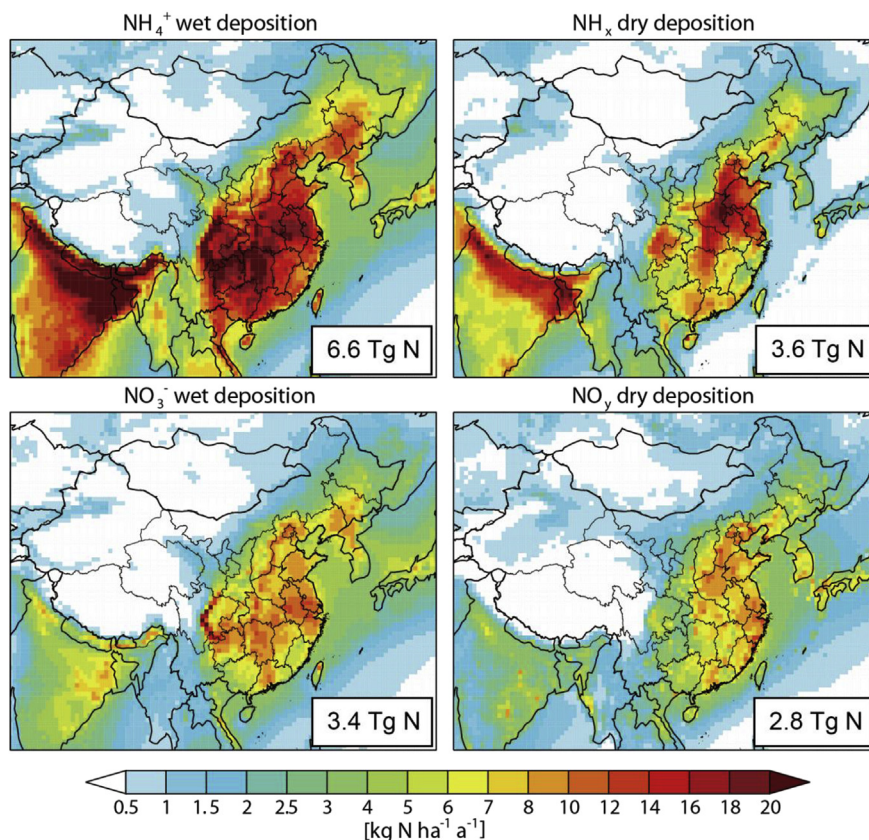 NH₄⁺ wet deposition
NHₓ dry deposition
6.6 Tg N
3.6 Tg N
NO₃⁻ wet deposition
NOᵧ dry deposition
3.4 Tg N
2.8 Tg N
0.5 1 1.5 2 2.5 3 4 5 6 7 8 10 12 14 16 18 20
[kg N ha⁻¹ a⁻¹]